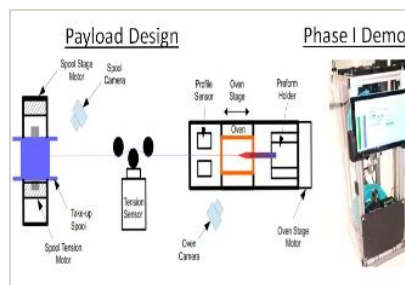 Payload Design
Phase I Demo
Spool Stage
Motor
Spool
Camera
Profile
Sensor
Oven
Stage
Preform
Holder
Oven
Tension
Sensor
Take-up
Spool
Spool Tension
Motor
Oven
Camera
Oven Stage
Motor